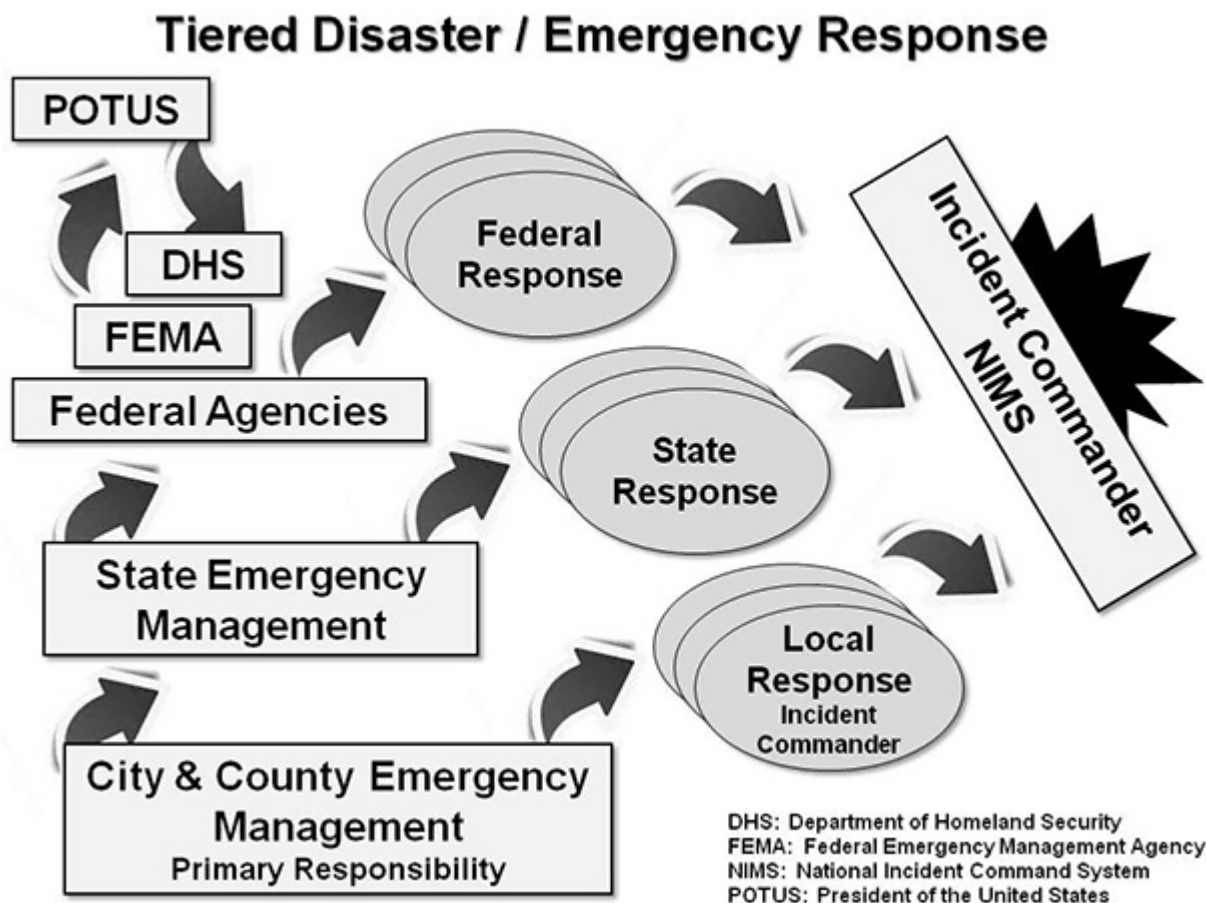 Tiered Disaster / Emergency Response
POTUS
DHS
FEMA
Federal Agencies
State Emergency
Management
City & County Emergency
Management
Primary Responsibility
Federal
Response
State
Response
Local
Response
Incident
Commander
Incident Commander
NIMS
DHS: Department of Homeland Security
FEMA: Federal Emergency Management Agency
NIMS: National Incident Command System
POTUS: President of the United States